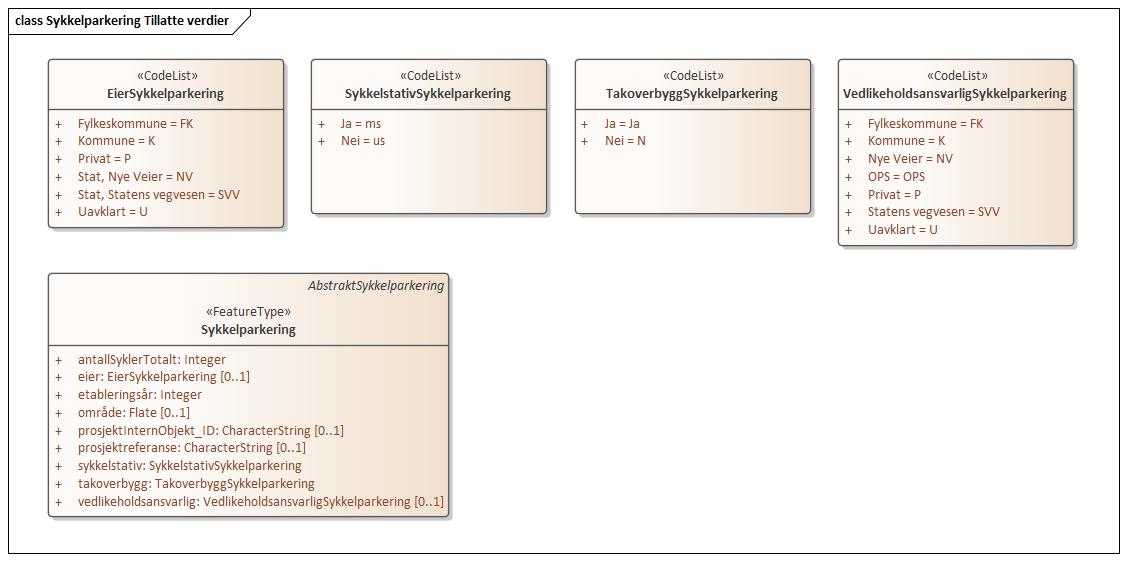 class Sykkelparkering Tillatte verdier
«CodeList»
EierSykkelparkering
+ Fylkeskommune = FK
+ Kommune = K
+ Privat = P
+ Stat, Nye Veier = NV
+ Stat, Statens vegvesen = SVV
+ Uavklart = U
«CodeList»
SykkelstativSykkelparkering
+ Ja = ms
+ Nei = us
«CodeList»
TakoverbyggSykkelparkering
+ Ja = Ja
+ Nei = N
«CodeList»
VedlikeholdsansvarligSykkelparkering
+ Fylkeskommune = FK
+ Kommune = K
+ Nye Veier = NV
+ OPS = OPS
+ Privat = P
+ Statens vegvesen = SVV
+ Uavklart = U
AbstraktSykkelparkering
«FeatureType»
Sykkelparkering
+ antallSyklerTotalt: Integer
+ eier: EierSykkelparkering [0..1]
+ etableringsår: Integer
+ område: Flate [0..1]
+ prosjektInternObjekt_ID: CharacterString [0..1]
+ prosjektreferanse: CharacterString [0..1]
+ sykkelstativ: SykkelstativSykkelparkering
+ takoverbygg: TakoverbyggSykkelparkering
+ vedlikeholdsansvarlig: VedlikeholdsansvarligSykkelparkering [0..1]